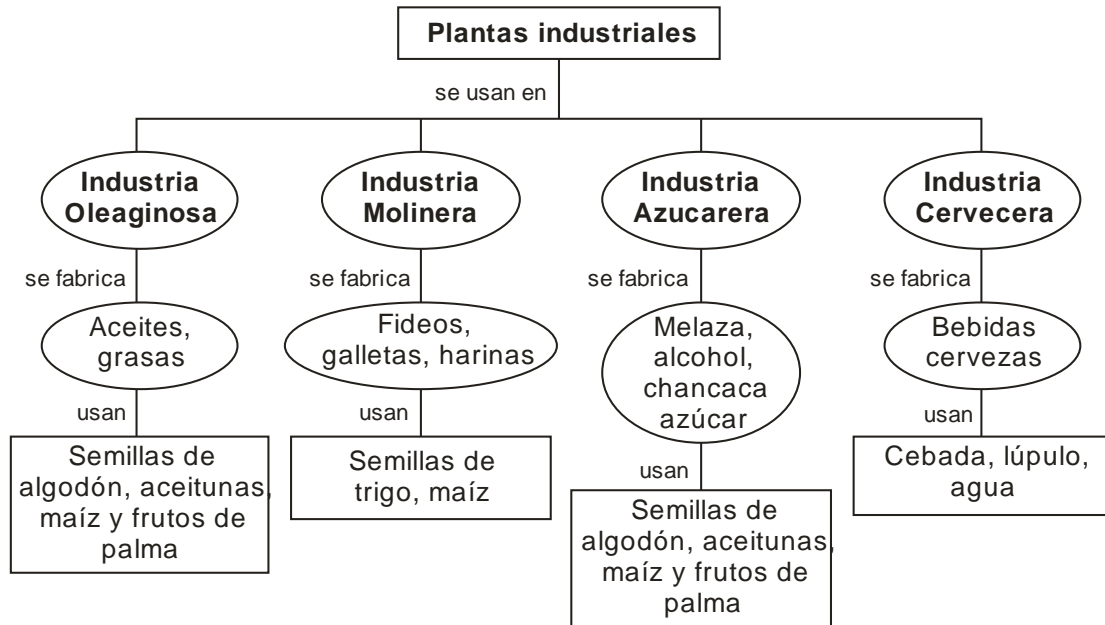 Plantas industriales
se usan en
Industria
Oleaginosa
se fabrica
Aceites,
grasas
usan
Semillas de
algodón, aceitunas,
maíz y frutos de
palma
Industria
Molinera
se fabrica
Fideos,
galletas, harinas
usan
Semillas de
trigo, maíz
Industria
Azucarera
se fabrica
Melaza,
alcohol,
chancaca
azúcar
usan
Semillas de
algodón, aceitunas,
maíz y frutos de
palma
Industria
Cervecera
se fabrica
Bebidas
cervezas
usan
Cebada, lúpulo,
agua